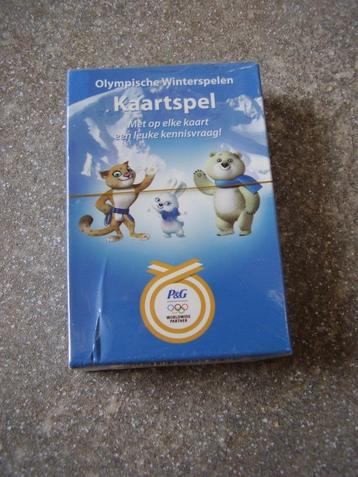 Olympische Winterspelen
Kaartspel
Met op elke kaart
een leuke kennisvraag!
P&G
WORLDWIDE
PARTNER